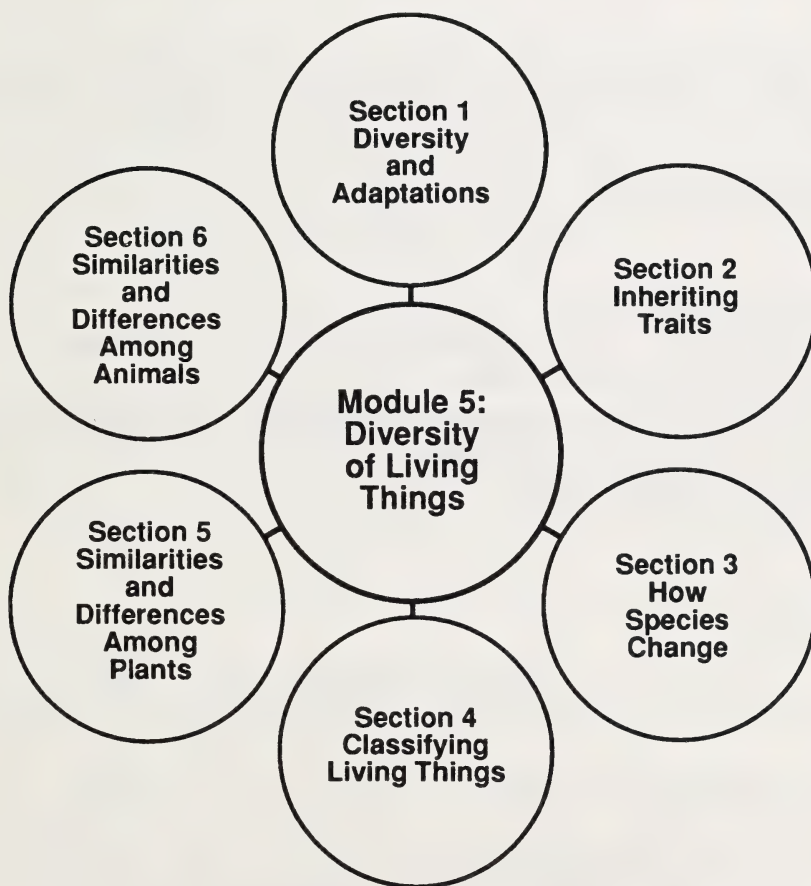 Section 1
Diversity
and
Adaptations
Section 2
Inheriting
Traits
Section 3
How
Species
Change
Section 4
Classifying
Living Things
Section 5
Similarities
and
Differences
Among
Plants
Section 6
Similarities
and
Differences
Among
Animals
Module 5:
Diversity
of Living
Things